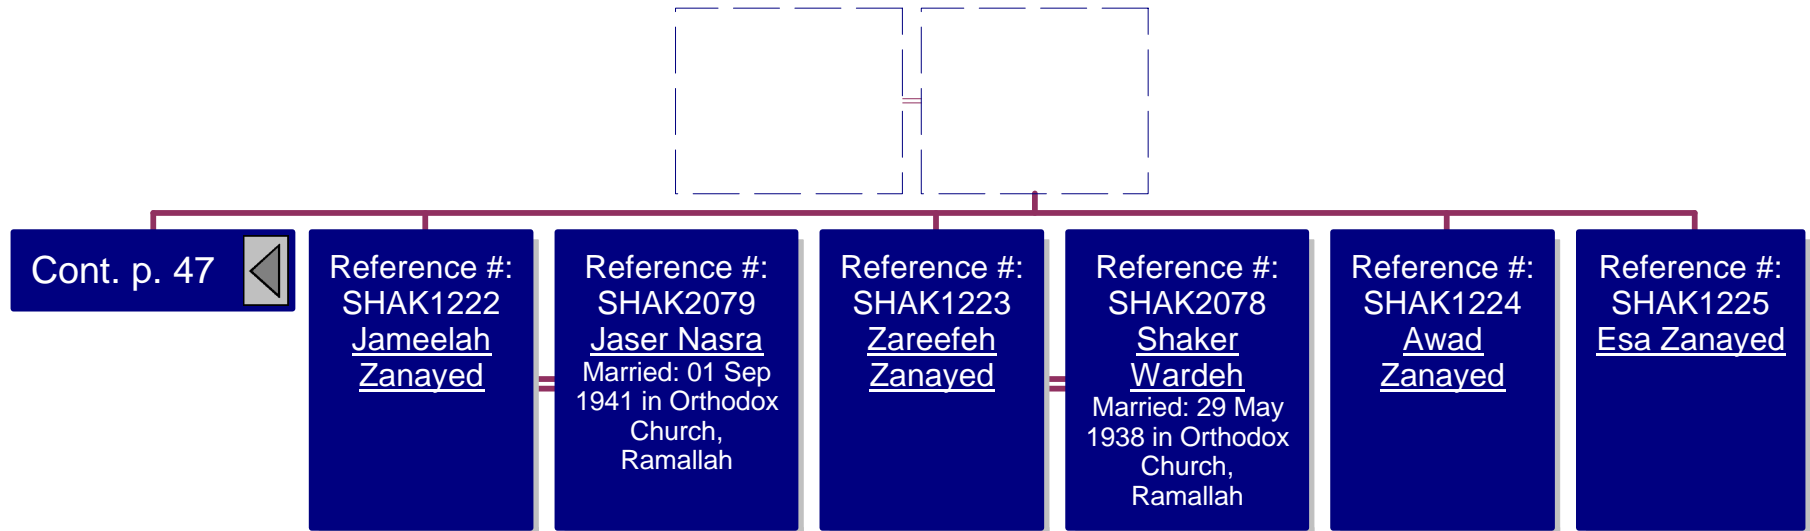 Cont. p. 47
Reference #:
SHAK1222
Jameelah
Zanayed
Reference #:
SHAK2079
Jaser Nasra
Married: 01 Sep
1941 in Orthodox
Church,
Ramallah
Reference #:
SHAK1223
Zareefeh
Zanayed
Reference #:
SHAK2078
Shaker
Wardeh
Married: 29 May
1938 in Orthodox
Church,
Ramallah
Reference #:
SHAK1224
Awad
Zanayed
Reference #:
SHAK1225
Esa Zanayed